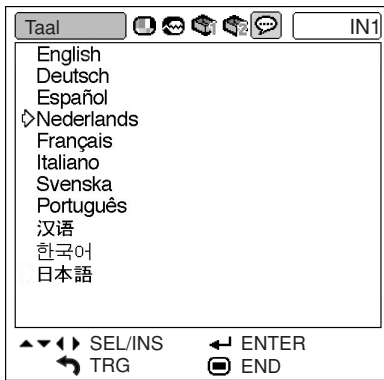 Taal IN1
English
Deutsch
Español
Nederlands
Français
Italiano
Svenska
Português
汉语
한국어
日本語
SEL/INS ENTER
TRG END